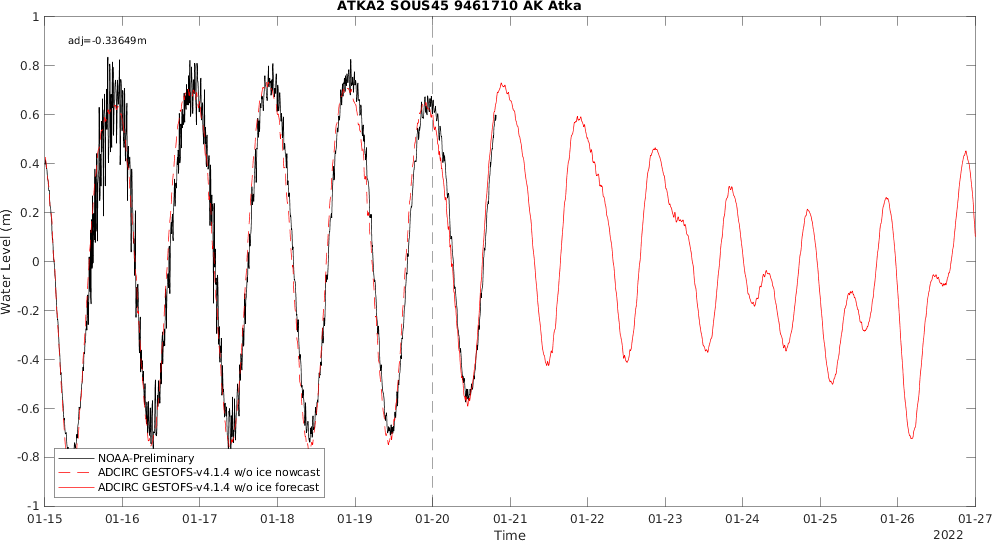 ATKA2 SOUS45 9461710 AK Atka
adj=-0.33649m
1
0.8
0.6
0.4
0.2
0
-0.2
-0.4
-0.6
-0.8
-1
Water Level (m)
NOAA-Preliminary
ADCIRC GESTOFS-v4.1.4 w/o ice nowcast
ADCIRC GESTOFS-v4.1.4 w/o ice forecast
01-15 01-16 01-17 01-18 01-19 01-20 01-21 01-22 01-23 01-24 01-25 01-26 01-27
Time
2022